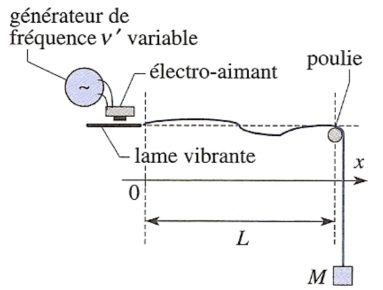 générateur de
fréquence ν′ variable
~
électro-aimant
poulie
lame vibrante
x
0
L
M